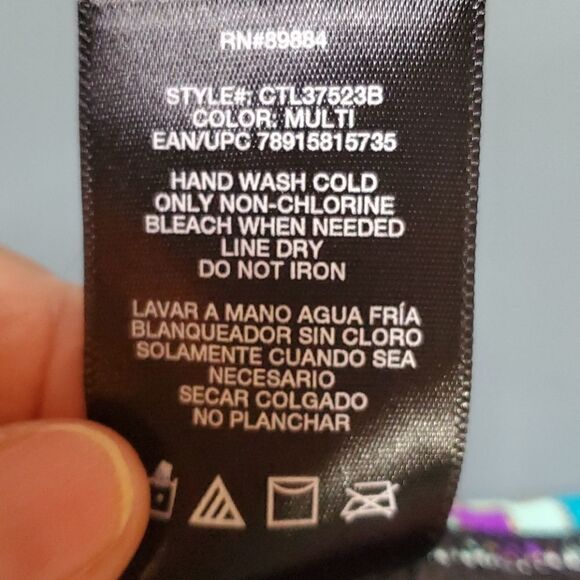 RN#89884
STYLE#: CTL37523B
COLOR: MULTI
EAN/UPC 78915815735
HAND WASH COLD
ONLY NON-CHLORINE
BLEACH WHEN NEEDED
LINE DRY
DO NOT IRON
LAVAR A MANO AGUA FRÍA
BLANQUEADOR SIN CLORO
SOLAMENTE CUANDO SEA
NECESARIO
SECAR COLGADO
NO PLANCHAR